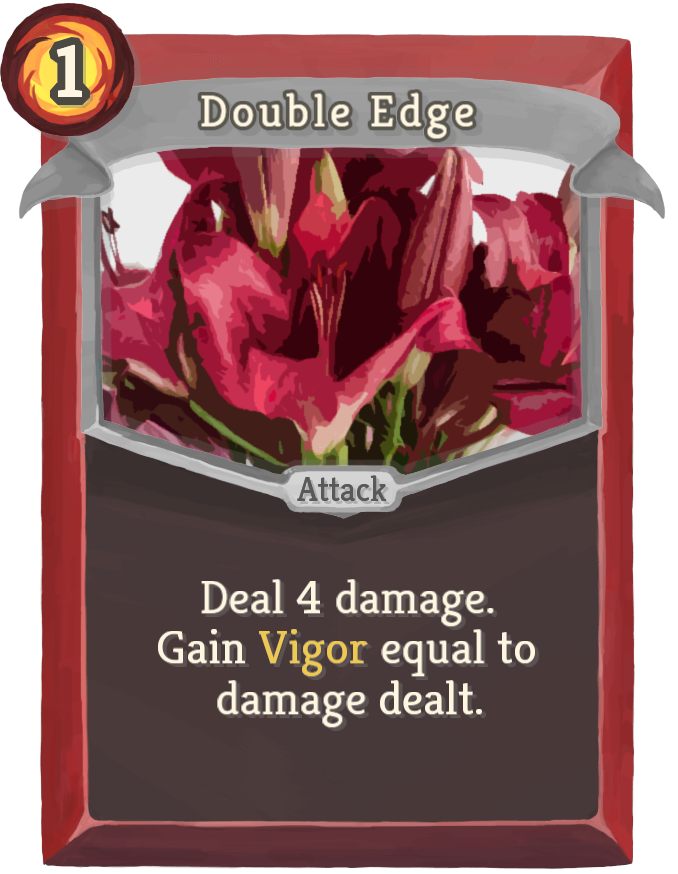 1
Double Edge
Attack
Deal 4 damage.
Gain Vigor equal to
damage dealt.